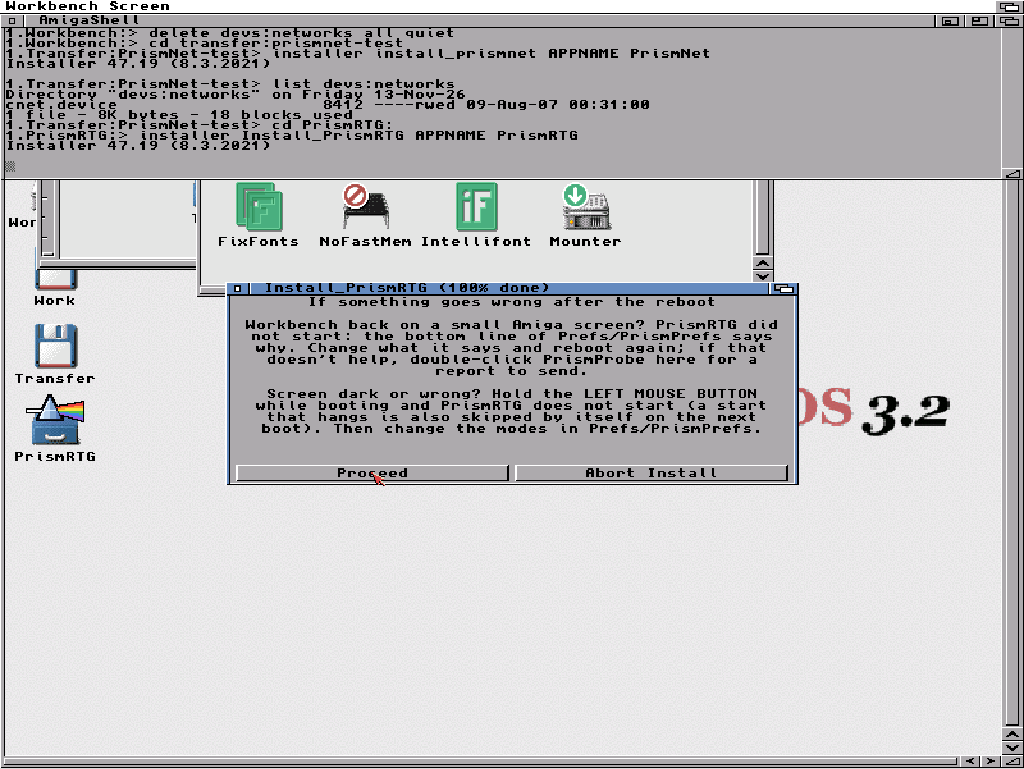 Workbench Screen
AmigaShell
1.Workbench:> delete devs:networks all quiet
1.Workbench:> cd transfer:prismnet-test
1.Transfer:PrismNet-test> installer install_prismnet APPNAME PrismNet
Installer 47.19 (8.3.2021)
1.Transfer:PrismNet-test> list devs:networks
Directory "devs:networks" on Friday 13-Nov-26
cnet.device 8412 ----rwed 09-Aug-07 00:31:00
1 file - 8K bytes - 18 blocks used
1.Transfer:PrismNet-test> cd PrismRTG:
1.PrismRTG:> installer Install_PrismRTG APPNAME PrismRTG
Installer 47.19 (8.3.2021)
Wor
T
FixFonts
NoFastMem
Intellifont
Mounter
Work
Transfer
PrismRTG
Install_PrismRTG (100% done)
If something goes wrong after the reboot
Workbench back on a small Amiga screen? PrismRTG did
not start: the bottom line of Prefs/PrismPrefs says
why. Change what it says and reboot again; if that
doesn't help, double-click PrismProbe here for a
report to send.
Screen dark or wrong? Hold the LEFT MOUSE BUTTON
while booting and PrismRTG does not start (a start
that hangs is also skipped by itself on the next
boot). Then change the modes in Prefs/PrismPrefs.
Proceed
Abort Install
OS 3.2